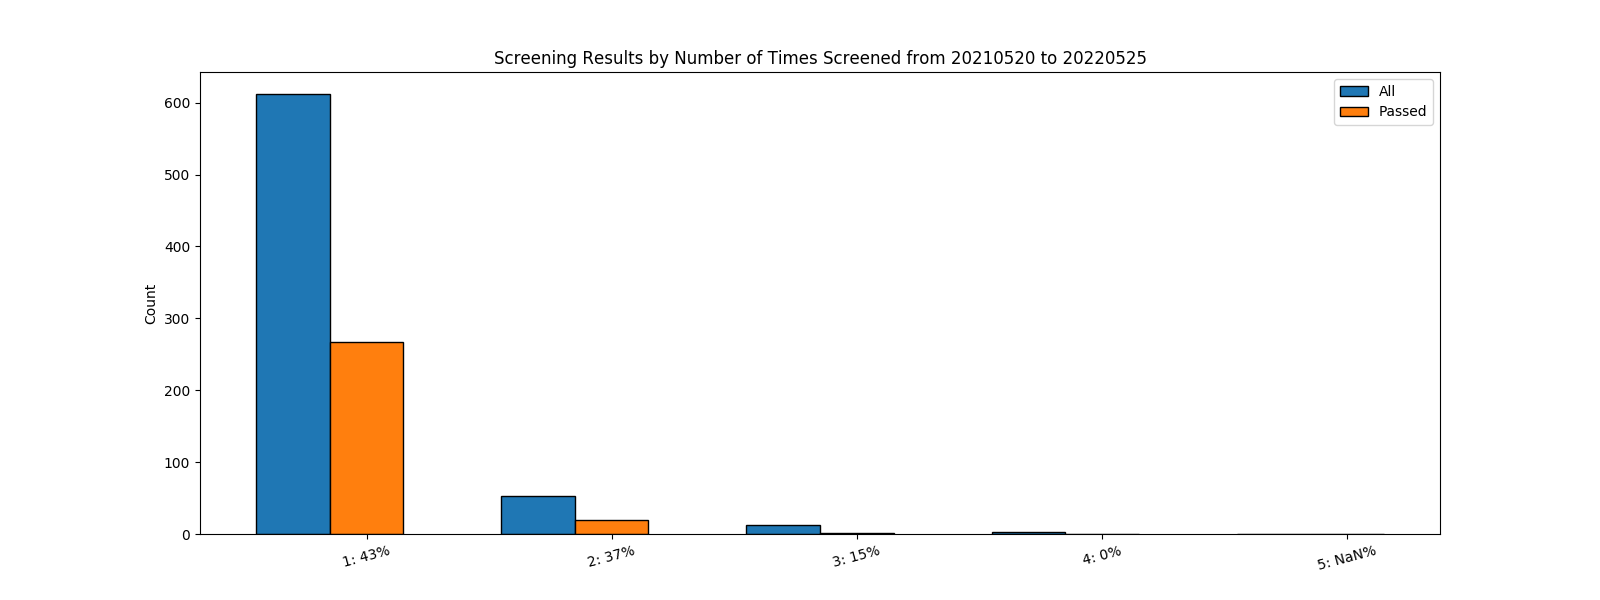 Screening Results by Number of Times Screened from 20210520 to 20220525
All
Passed
600
500
400
300
200
100
0
Count
1: 43%
2: 37%
3: 15%
4: 0%
5: NaN%